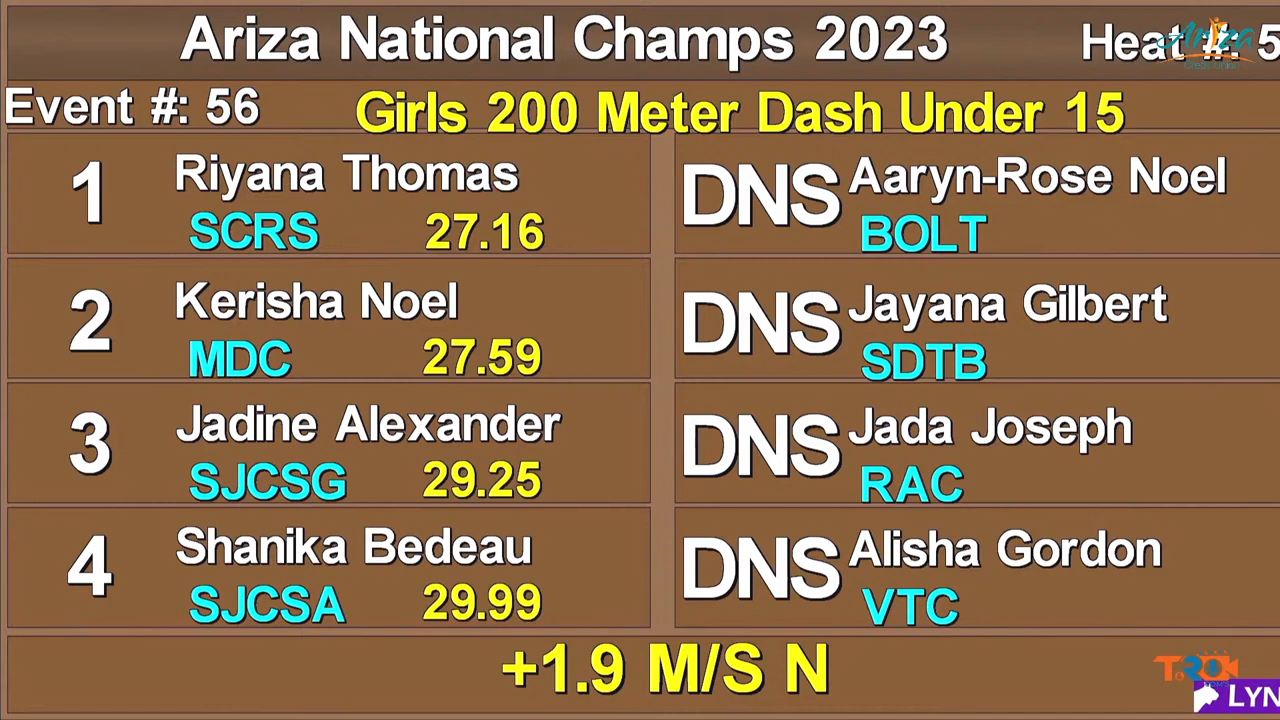 Ariza National Champs 2023
Heat #: 5
Ariza
Event #: 56
Girls 200 Meter Dash Under 15
1 Riyana Thomas
SCRS 27.16
2 Kerisha Noel
MDC 27.59
3 Jadine Alexander
SJCSG 29.25
4 Shanika Bedeau
SJCSA 29.99
DNS Aaryn-Rose Noel
BOLT
DNS Jayana Gilbert
SDTB
DNS Jada Joseph
RAC
DNS Alisha Gordon
VTC
+1.9 M/S N
LYN